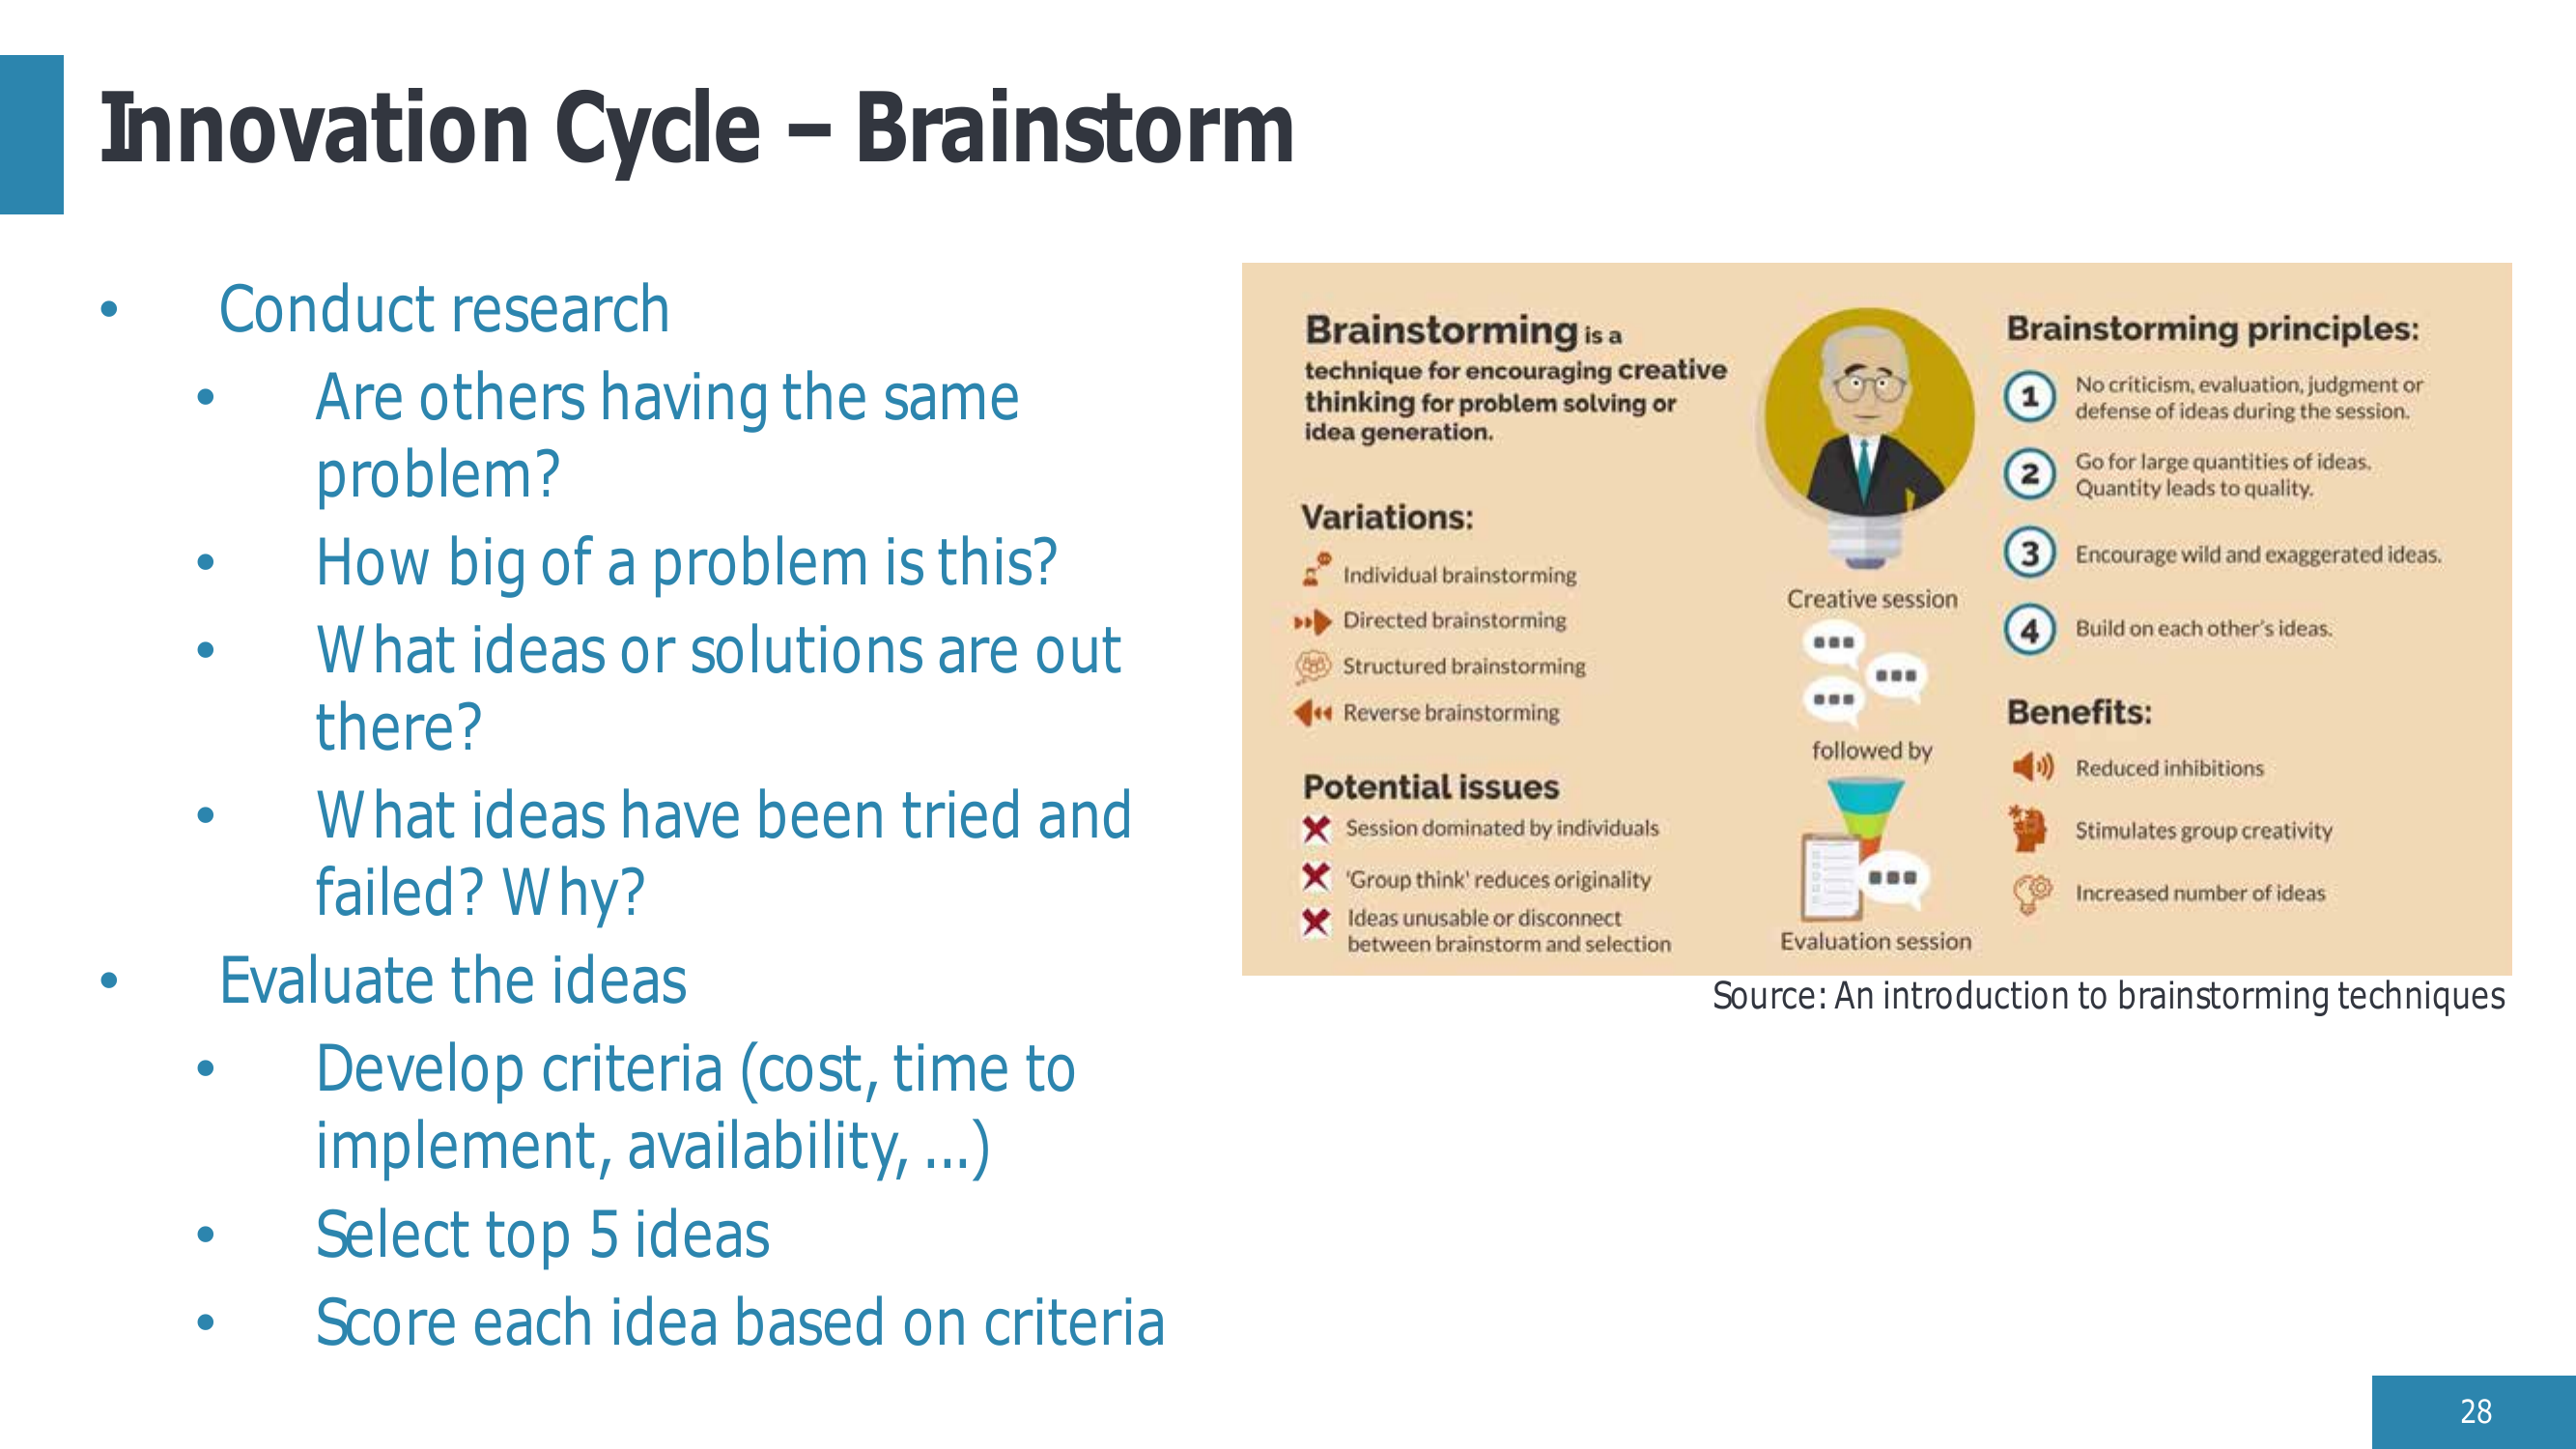 Innovation Cycle – Brainstorm
• Conduct research
• Are others having the same
problem?
• How big of a problem is this?
• What ideas or solutions are out
there?
• What ideas have been tried and
failed? Why?
• Evaluate the ideas
• Develop criteria (cost, time to
implement, availability, ...)
• Select top 5 ideas
• Score each idea based on criteria
Brainstorming is a
technique for encouraging creative
thinking for problem solving or
idea generation.
Variations:
Individual brainstorming
Directed brainstorming
Structured brainstorming
Reverse brainstorming
Potential issues
Session dominated by individuals
'Group think' reduces originality
Ideas unusable or disconnect
between brainstorm and selection
Creative session
followed by
Evaluation session
Brainstorming principles:
1 No criticism, evaluation, judgment or
defense of ideas during the session.
2 Go for large quantities of ideas.
Quantity leads to quality.
3 Encourage wild and exaggerated ideas.
4 Build on each other's ideas.
Benefits:
Reduced inhibitions
Stimulates group creativity
Increased number of ideas
Source: An introduction to brainstorming techniques
28